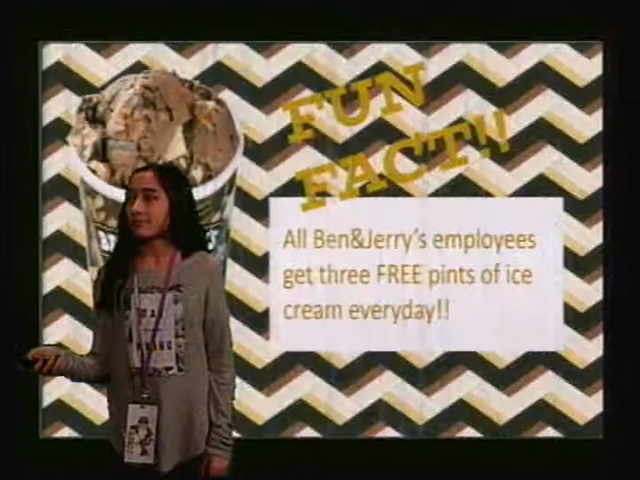 FUN
FACT!!
All Ben&Jerry's employees
get three FREE pints of ice
cream everyday!!